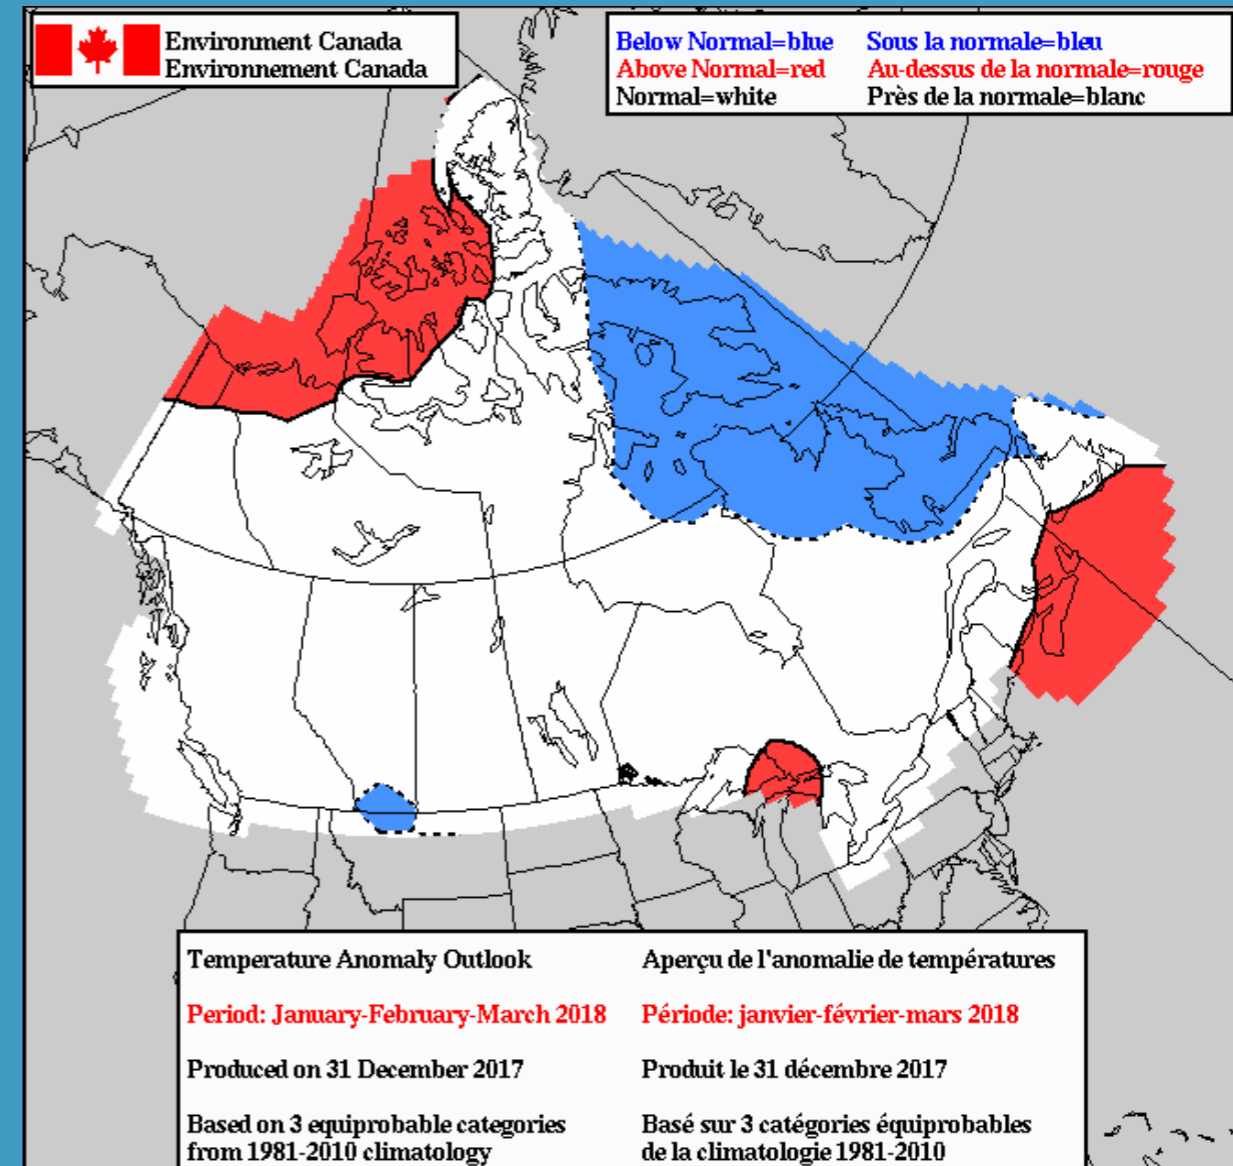 Environment Canada
Environnement Canada
Below Normal=blue
Above Normal=red
Normal=white
Sous la normale=bleu
Au-dessus de la normale=rouge
Près de la normale=blanc
Temperature Anomaly Outlook
Period: January-February-March 2018
Produced on 31 December 2017
Based on 3 equiprobable categories
from 1981-2010 climatology
Aperçu de l'anomalie de températures
Période: janvier-février-mars 2018
Produit le 31 décembre 2017
Basé sur 3 catégories équiprobables
de la climatologie 1981-2010